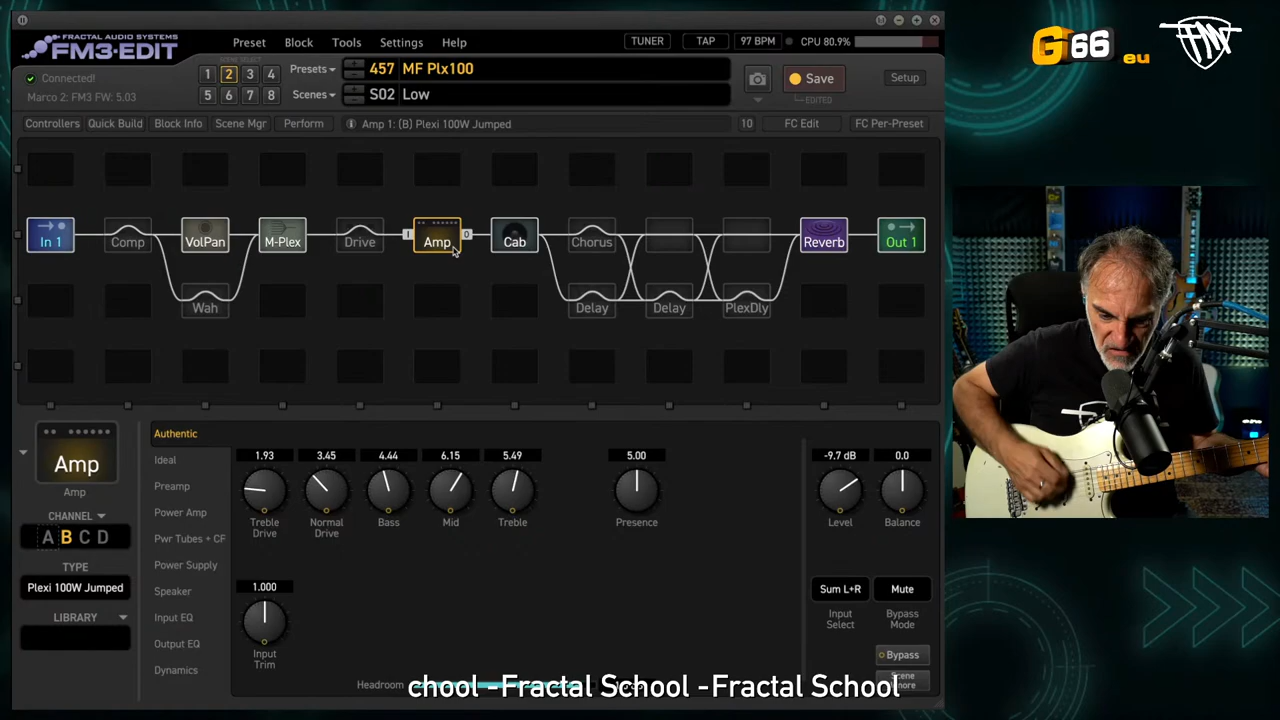 FRACTAL AUDIO SYSTEMS
FM3-EDIT
Preset Block Tools Settings Help
TUNER TAP 97 BPM CPU 80.9%
Connected!
Marco 2: FM3 FW: 5.03
SCENE SELECT
1 2 3 4
5 6 7 8
Presets
457 MF Plx100
Scenes
S02 Low
Save
EDITED
Setup
Controllers Quick Build Block Info Scene Mgr Perform
Amp 1: (B) Plexi 100W Jumped
10 FC Edit FC Per-Preset
In 1 Comp VolPan M-Plex Drive I Amp O Cab Chorus Reverb Out 1
Wah Delay Delay PlexDly
Amp
Amp
CHANNEL
A B C D
TYPE
Plexi 100W Jumped
LIBRARY
Authentic
Ideal
Preamp
Power Amp
Pwr Tubes + CF
Power Supply
Speaker
Input EQ
Output EQ
Dynamics
1.93 3.45 4.44 6.15 5.49 5.00 -9.7 dB 0.0
Treble Drive
Normal Drive
Bass
Mid
Treble
Presence
Level
Balance
1.000
Input Trim
Sum L+R
Input Select
Mute
Bypass Mode
Bypass
Scene
Headroom
chool -Fractal School -Fractal School
G66
eu